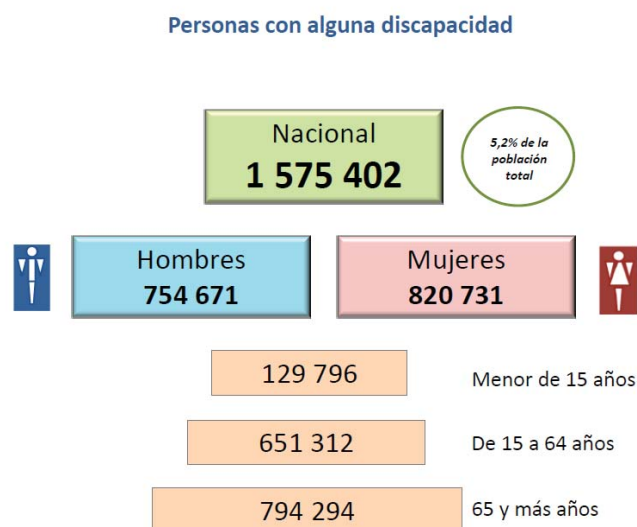 Personas con alguna discapacidad
Nacional
1 575 402
5,2% de la
población
total
Hombres
754 671
Mujeres
820 731
129 796
Menor de 15 años
651 312
De 15 a 64 años
794 294
65 y más años